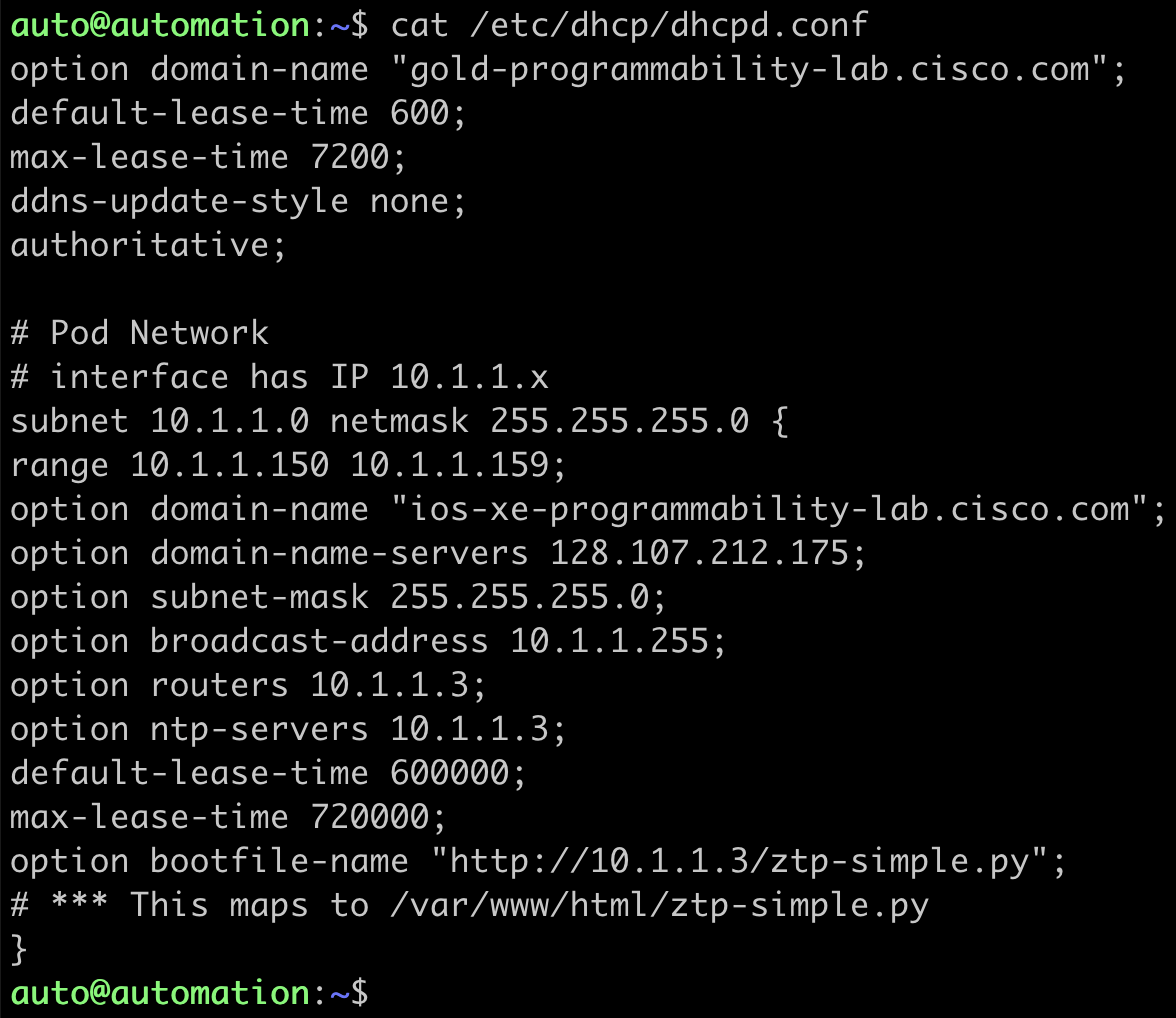 auto@automation:~$ cat /etc/dhcp/dhcpd.conf
option domain-name "gold-programmability-lab.cisco.com";
default-lease-time 600;
max-lease-time 7200;
ddns-update-style none;
authoritative;

# Pod Network
# interface has IP 10.1.1.x
subnet 10.1.1.0 netmask 255.255.255.0 {
range 10.1.1.150 10.1.1.159;
option domain-name "ios-xe-programmability-lab.cisco.com";
option domain-name-servers 128.107.212.175;
option subnet-mask 255.255.255.0;
option broadcast-address 10.1.1.255;
option routers 10.1.1.3;
option ntp-servers 10.1.1.3;
default-lease-time 600000;
max-lease-time 720000;
option bootfile-name "http://10.1.1.3/ztp-simple.py";
# *** This maps to /var/www/html/ztp-simple.py
}
auto@automation:~$